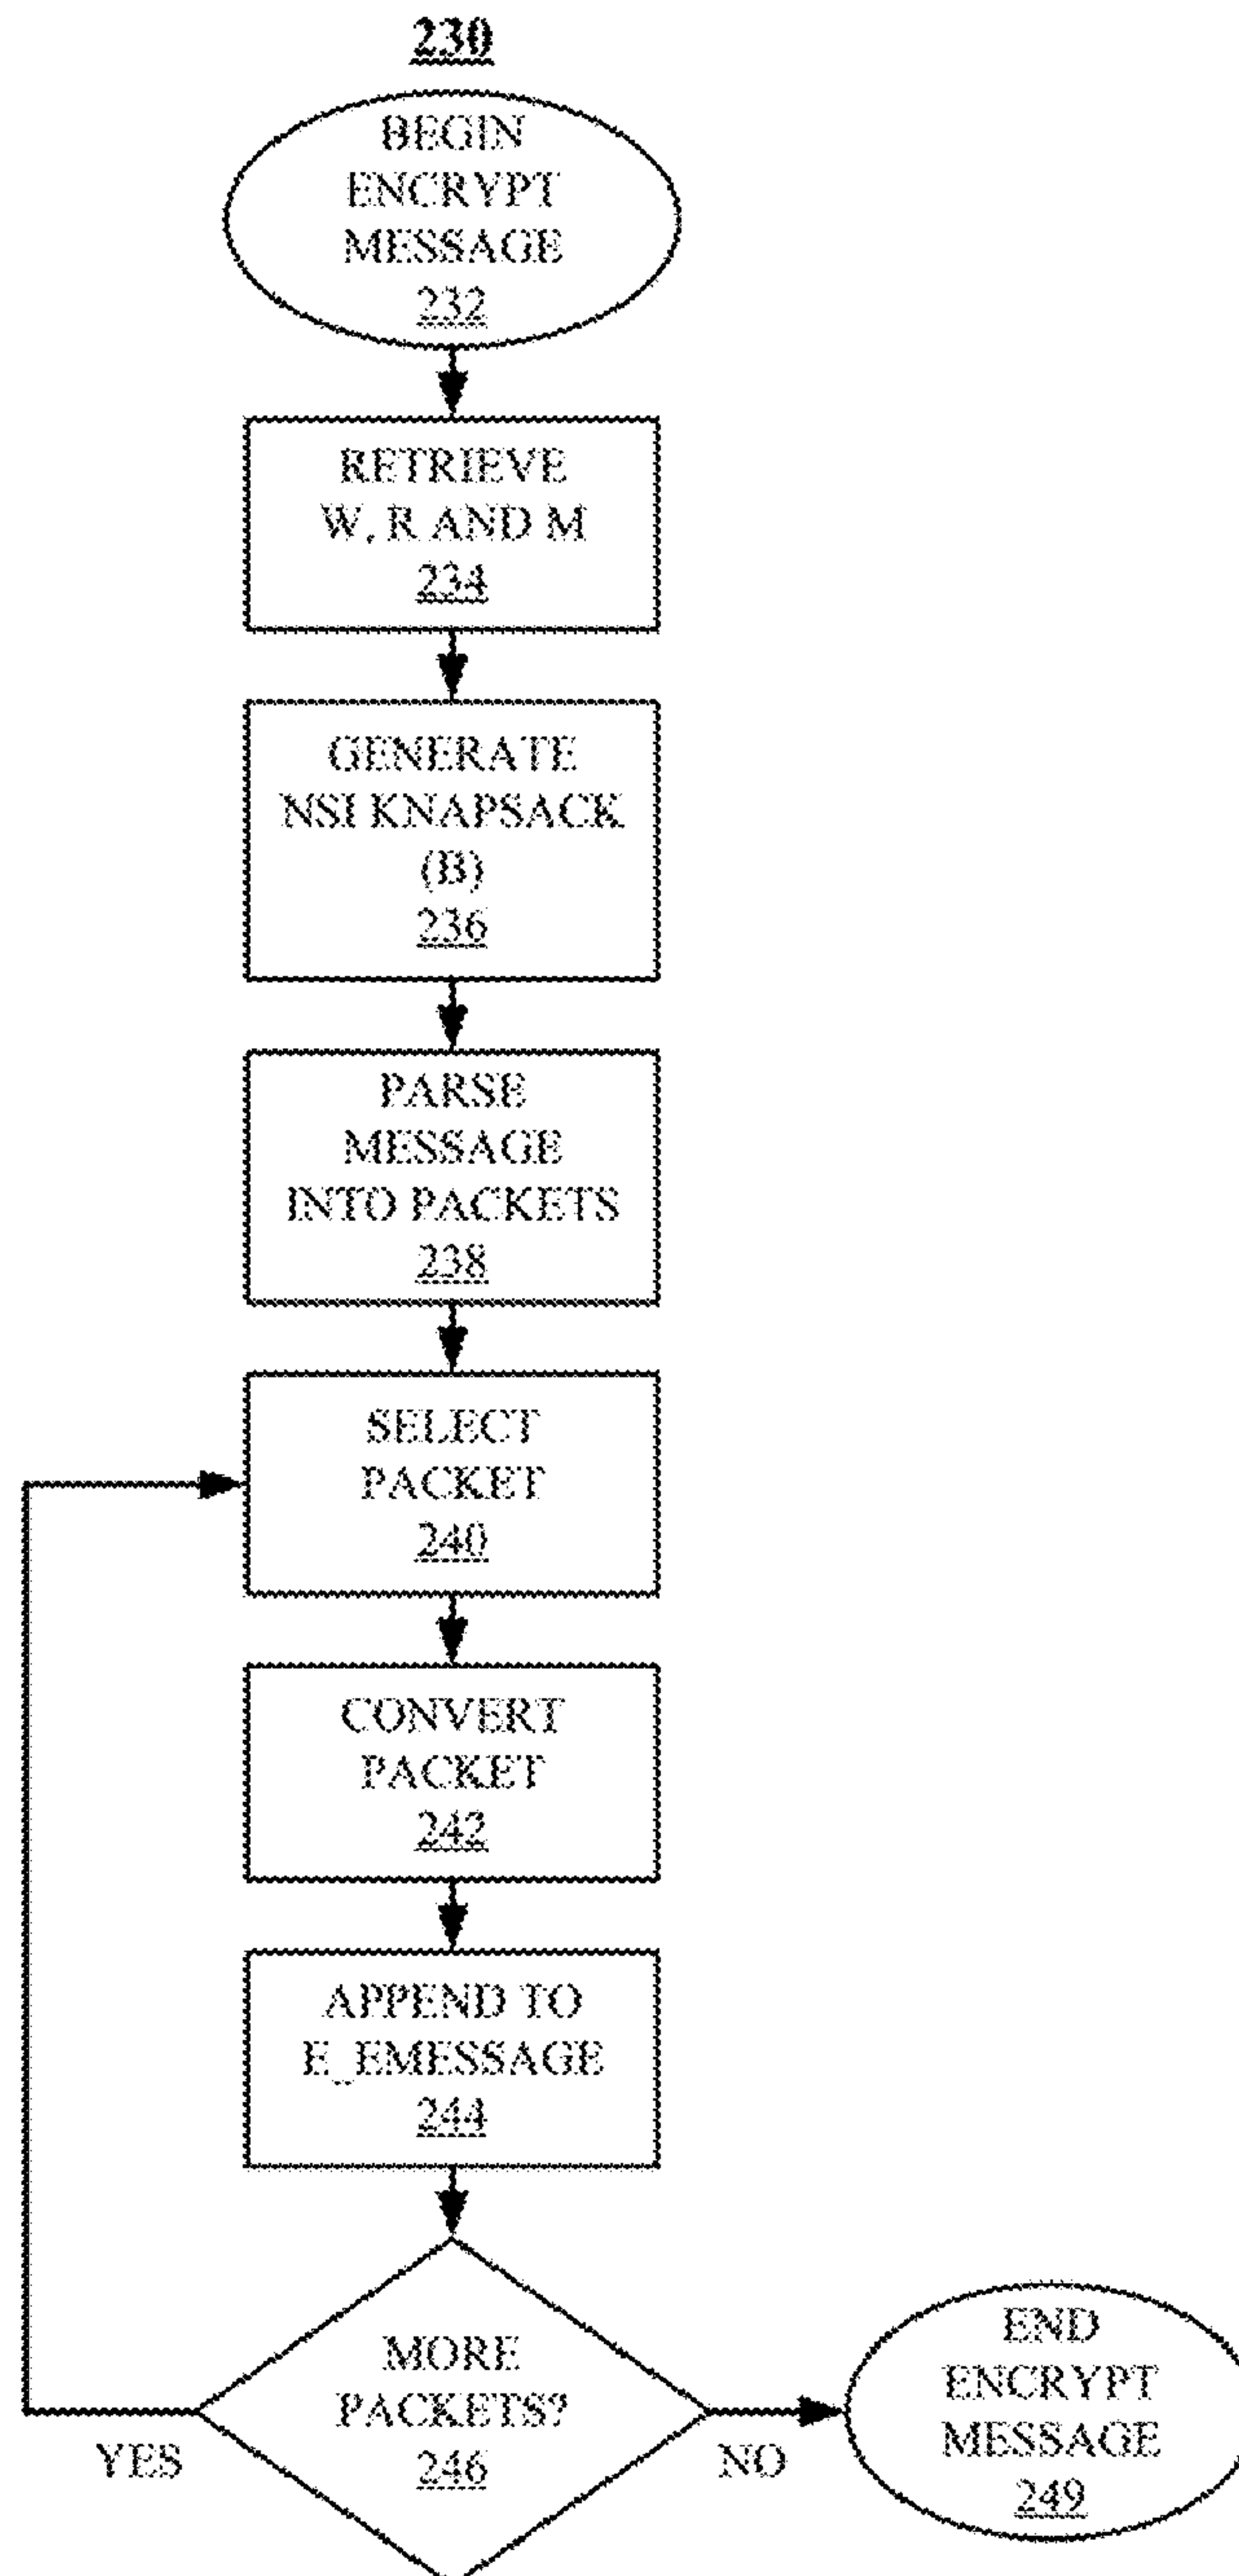 230
BEGIN
ENCRYPT
MESSAGE
232
RETRIEVE
W, R AND M
234
GENERATE
NSI KNAPSACK
(B)
236
PARSE
MESSAGE
INTO PACKETS
238
SELECT
PACKET
240
CONVERT
PACKET
242
APPEND TO
E_EMESSAGE
244
MORE
PACKETS?
246
YES
NO
END
ENCRYPT
MESSAGE
249